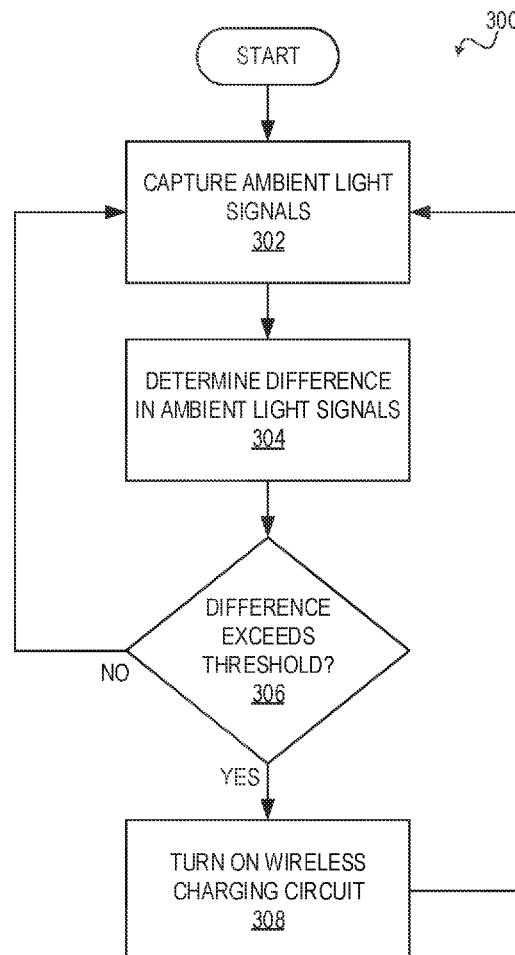 300
START
CAPTURE AMBIENT LIGHT
SIGNALS
302
DETERMINE DIFFERENCE
IN AMBIENT LIGHT SIGNALS
304
DIFFERENCE
EXCEEDS
THRESHOLD?
306
NO
YES
TURN ON WIRELESS
CHARGING CIRCUIT
308